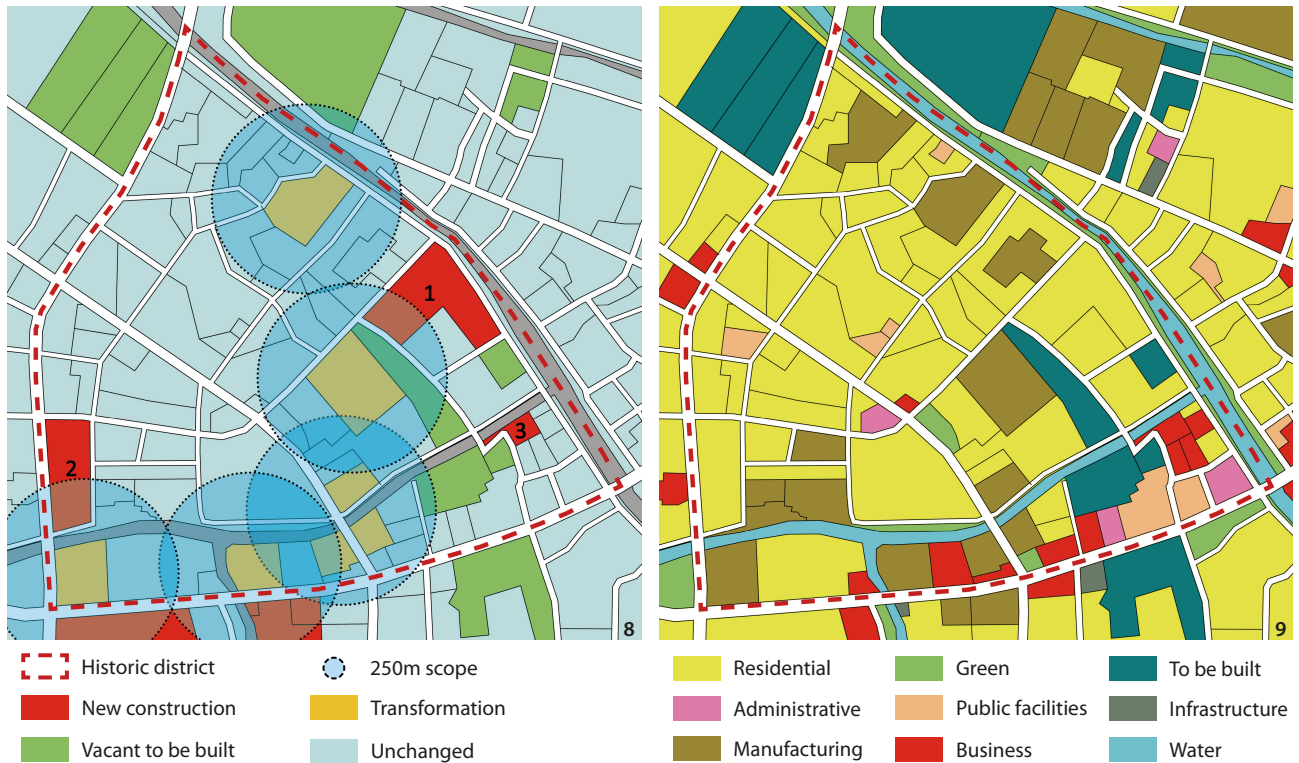 1
2
3
8
9
Historic district
250m scope
New construction
Transformation
Vacant to be built
Unchanged
Residential
Green
To be built
Administrative
Public facilities
Infrastructure
Manufacturing
Business
Water